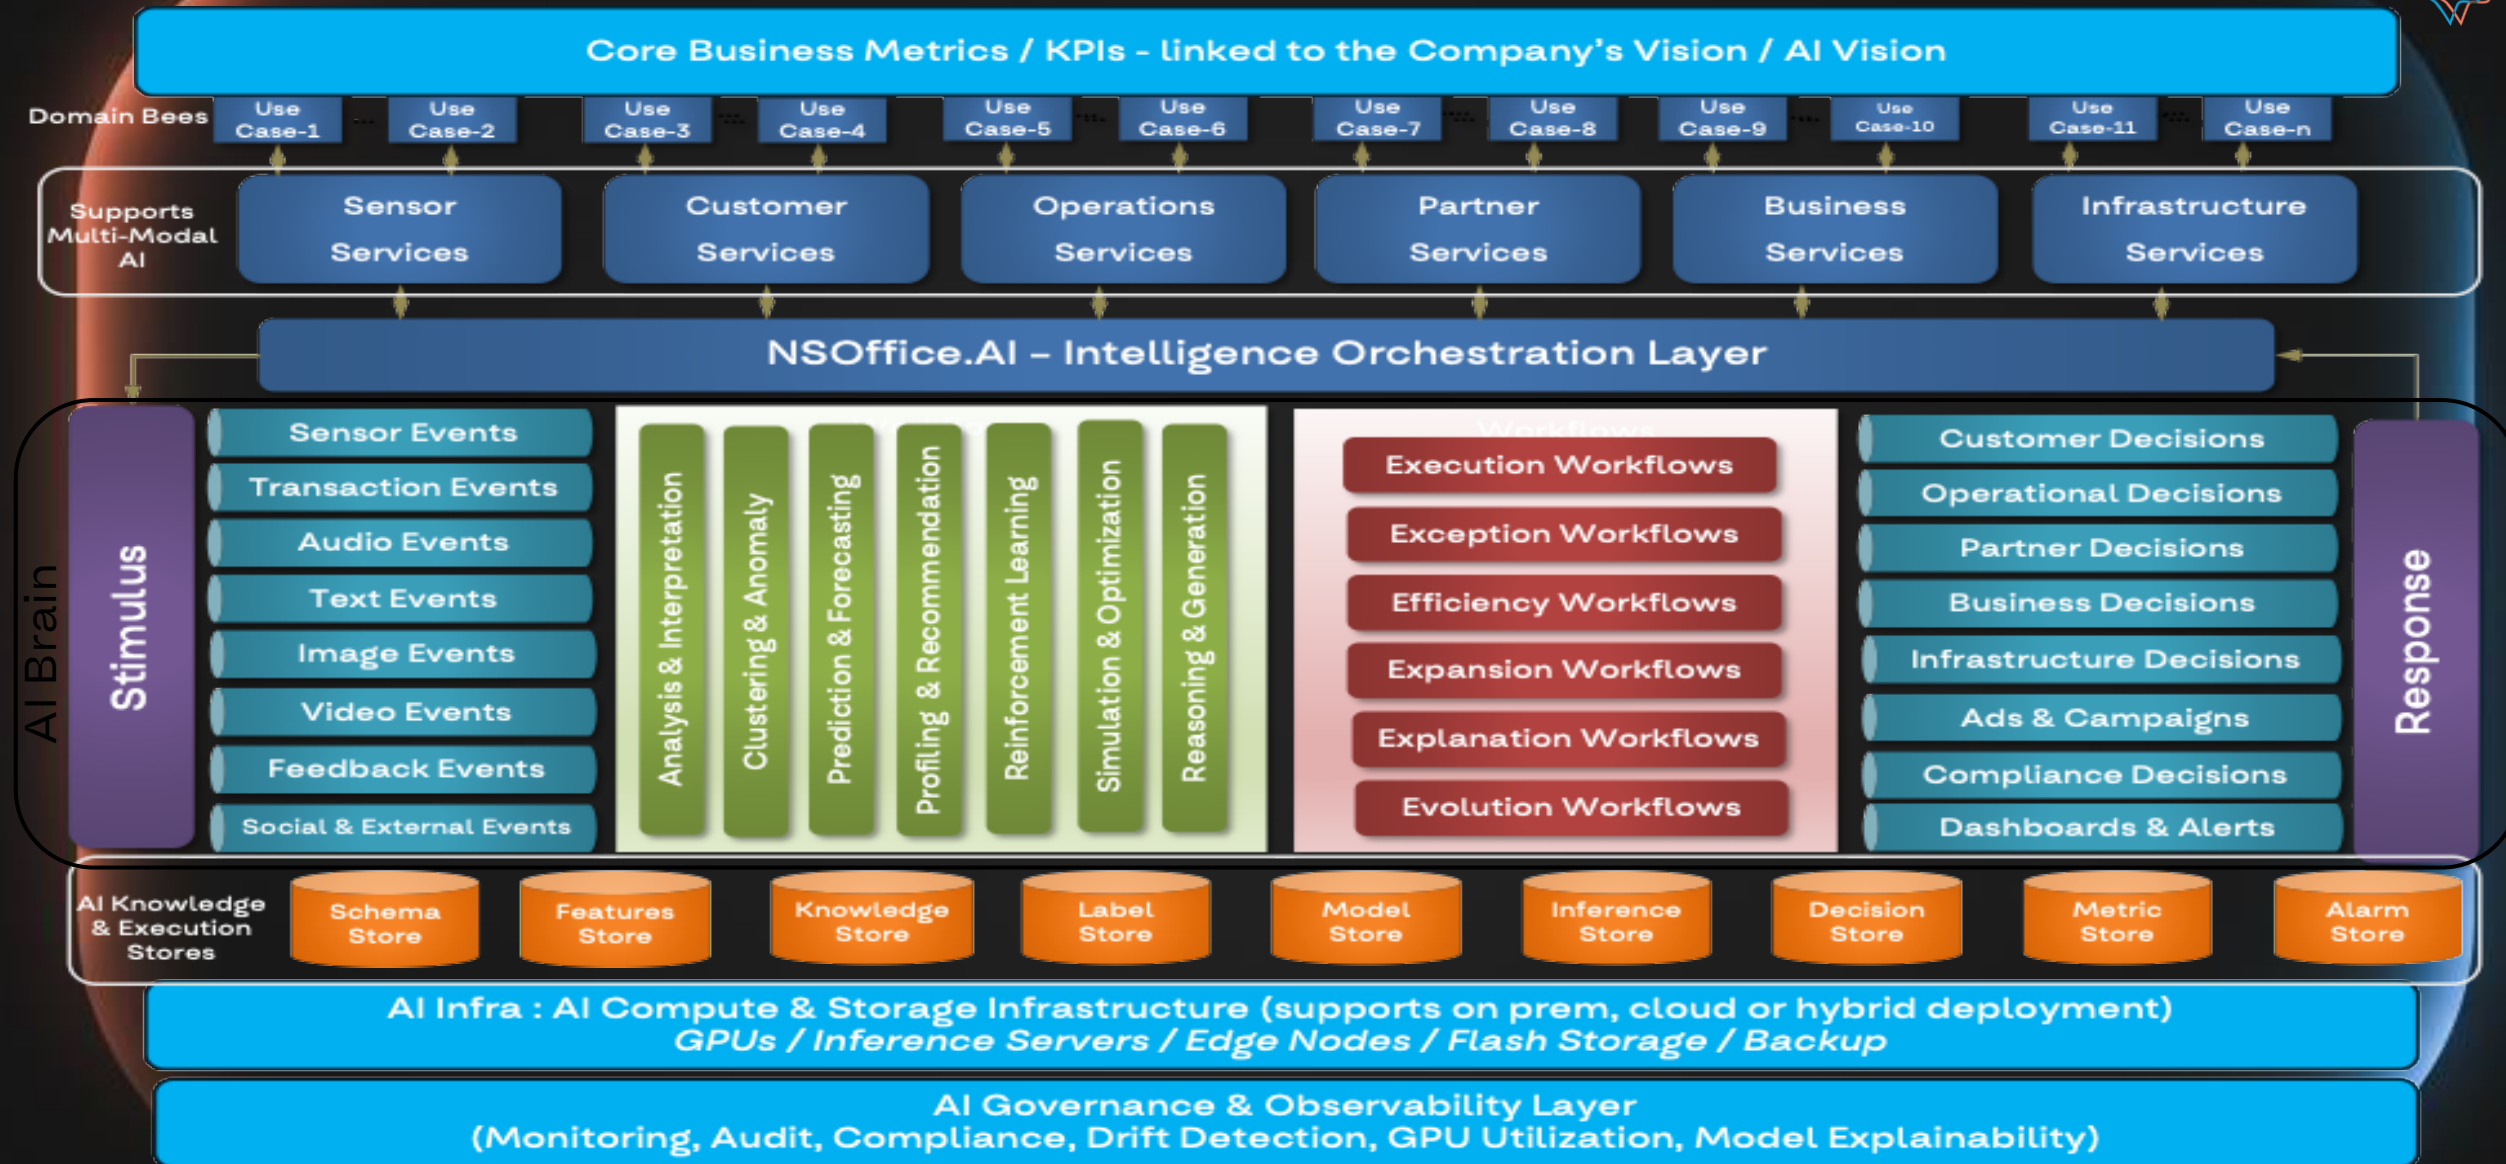 Core Business Metrics / KPIs - linked to the Company's Vision / AI Vision
Domain Bees
Use
Case-1
Use
Case-2
Use
Case-3
Use
Case-4
Use
Case-5
Use
Case-6
Use
Case-7
Use
Case-8
Use
Case-9
Use
Case-10
Use
Case-11
Use
Case-n
Supports
Multi-Modal
AI
Sensor
Services
Customer
Services
Operations
Services
Partner
Services
Business
Services
Infrastructure
Services
NSOffice.AI – Intelligence Orchestration Layer
AI Brain
Stimulus
Sensor Events
Transaction Events
Audio Events
Text Events
Image Events
Video Events
Feedback Events
Social & External Events
Analysis & Interpretation
Clustering & Anomaly
Prediction & Forecasting
Profiling & Recommendation
Reinforcement Learning
Simulation & Optimization
Reasoning & Generation
Workflows
Execution Workflows
Exception Workflows
Efficiency Workflows
Expansion Workflows
Explanation Workflows
Evolution Workflows
Customer Decisions
Operational Decisions
Partner Decisions
Business Decisions
Infrastructure Decisions
Ads & Campaigns
Compliance Decisions
Dashboards & Alerts
Response
AI Knowledge
& Execution
Stores
Schema
Store
Features
Store
Knowledge
Store
Label
Store
Model
Store
Inference
Store
Decision
Store
Metric
Store
Alarm
Store
AI Infra : AI Compute & Storage Infrastructure (supports on prem, cloud or hybrid deployment)
GPUs / Inference Servers / Edge Nodes / Flash Storage / Backup
AI Governance & Observability Layer
(Monitoring, Audit, Compliance, Drift Detection, GPU Utilization, Model Explainability)